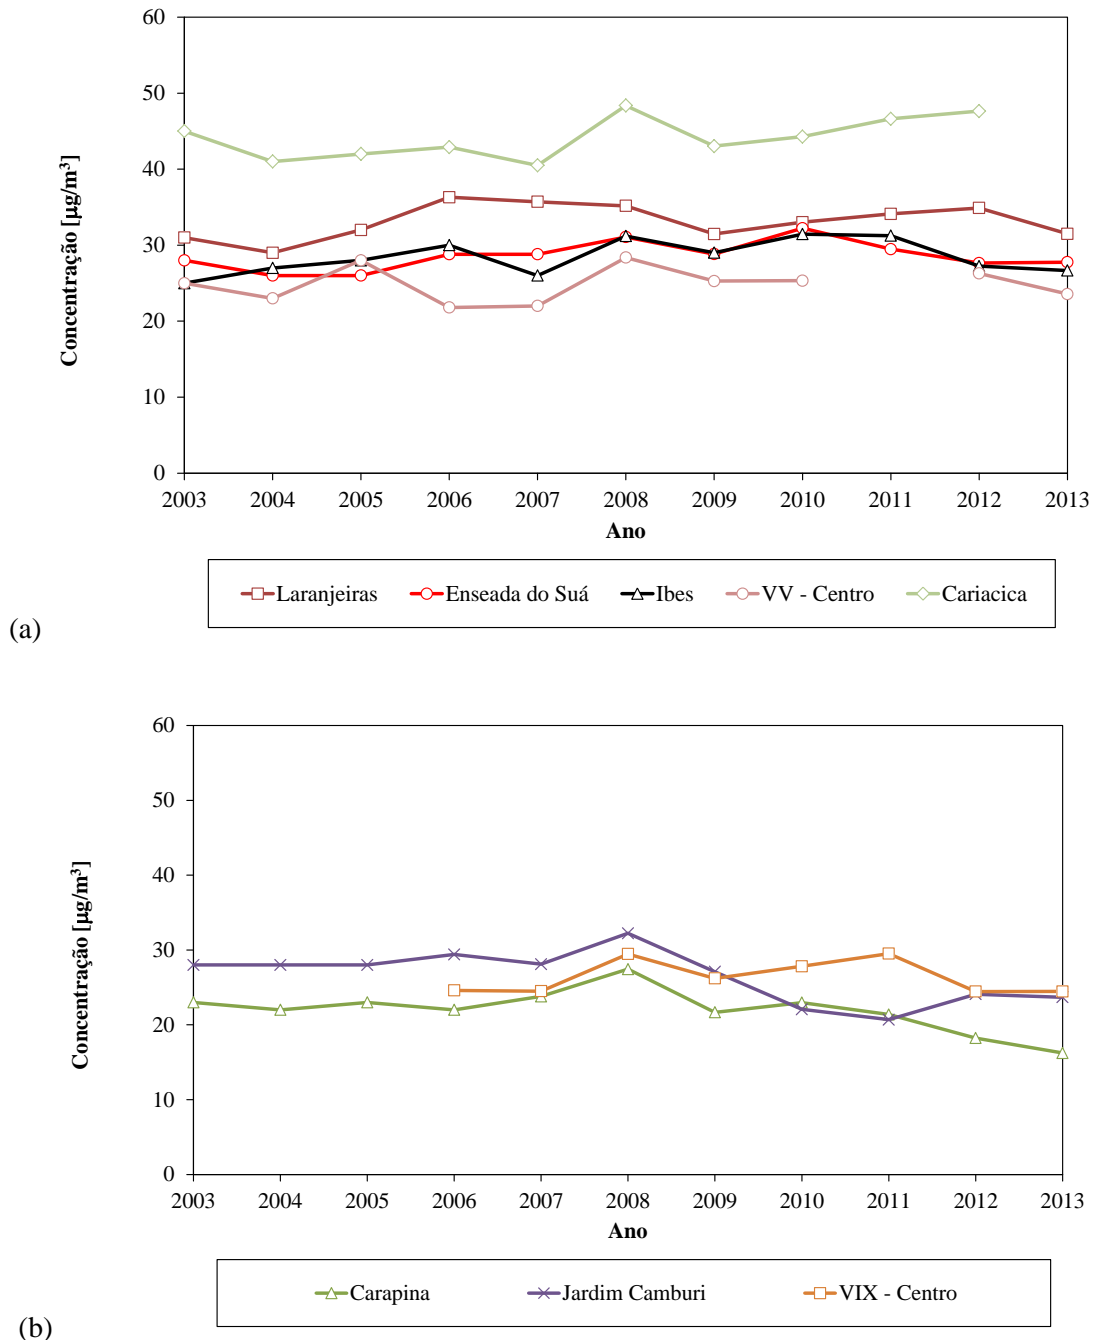 60
50
40
30
20
10
0
Concentração [µg/m³]
2003 2004 2005 2006 2007 2008 2009 2010 2011 2012 2013
Ano
Laranjeiras Enseada do Suá Ibes VV - Centro Cariacica
(a)
60
50
40
30
20
10
0
Concentração [µg/m³]
2003 2004 2005 2006 2007 2008 2009 2010 2011 2012 2013
Ano
Carapina Jardim Camburi VIX - Centro
(b)